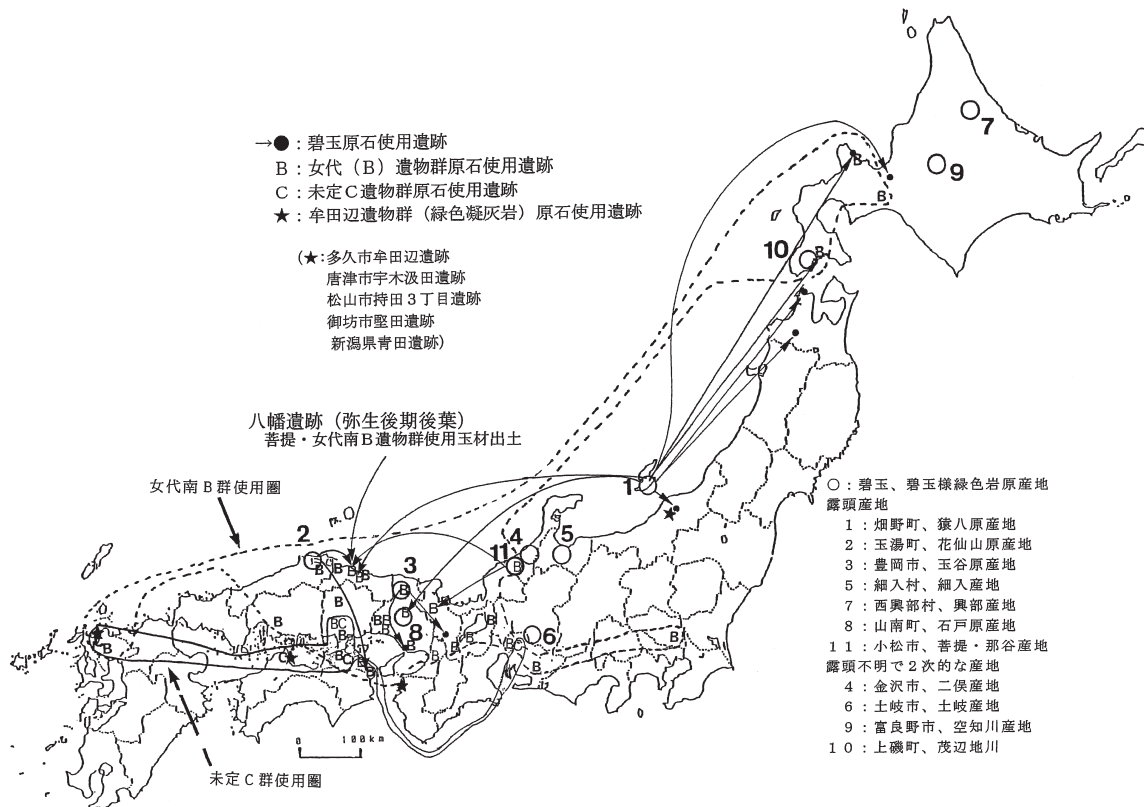 →●：碧玉原石使用遺跡
B：女代（B）遺物群原石使用遺跡
C：未定C遺物群原石使用遺跡
★：牟田辺遺物群（緑色凝灰岩）原石使用遺跡
(★:多久市牟田辺遺跡
唐津市宇木汲田遺跡
松山市持田３丁目遺跡
御坊市堅田遺跡
新潟県青田遺跡)
7
9
B
B
10
B
八幡遺跡（弥生後期後葉）
菩提・女代南B遺物群使用玉材出土
女代南B群使用圏
1
2
3
4
5
11
B
B
B
B
B
B
B
B
B
BC
BB
B
B
8
B
B
B
B
BC
6
B
B
B
B
C
C
B
B
0 100km
未定C群使用圏
○：碧玉、碧玉様緑色岩原産地
露頭産地
1：畑野町、猿八原産地
2：玉湯町、花仙山原産地
3：豊岡市、玉谷原産地
5：細入村、細入産地
7：西興部村、興部産地
8：山南町、石戸原産地
11：小松市、菩提・那谷産地
露頭不明で２次的な産地
4：金沢市、二俣産地
6：土岐市、土岐産地
9：富良野市、空知川産地
10：上磯町、茂辺地川